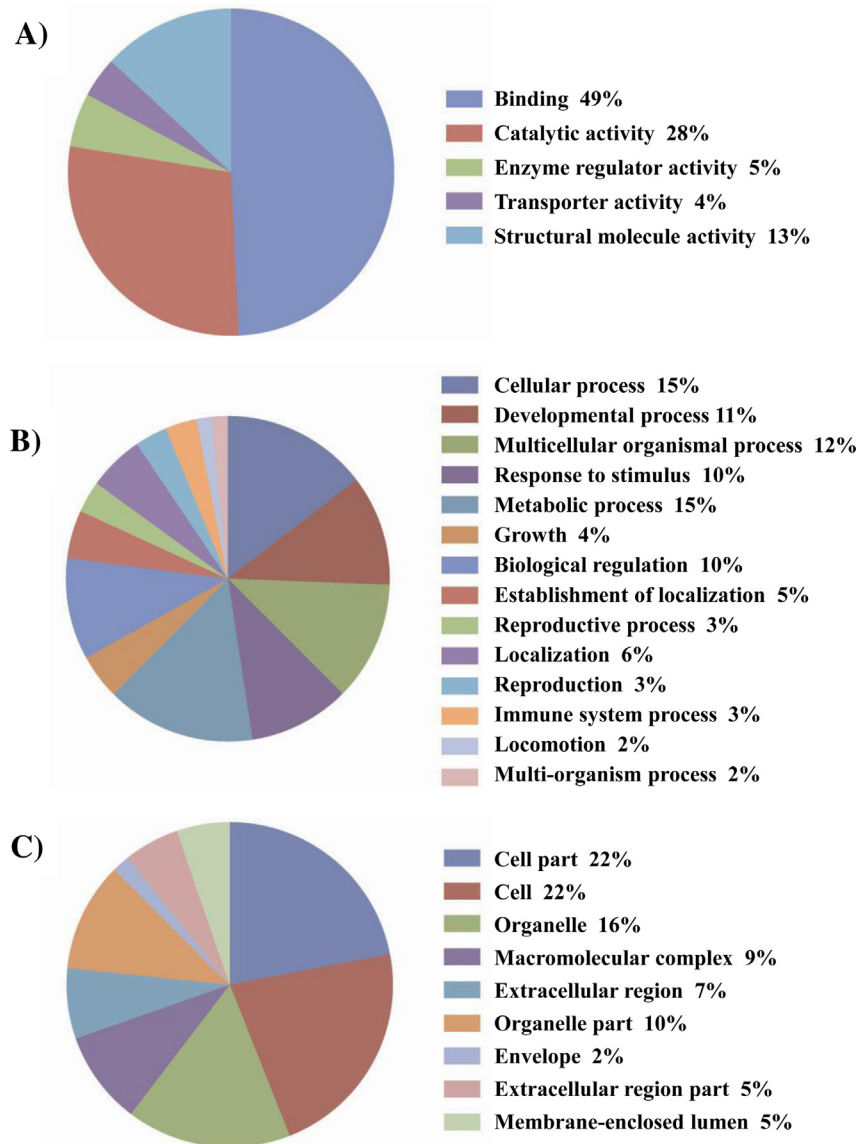 A)
Binding 49%
Catalytic activity 28%
Enzyme regulator activity 5%
Transporter activity 4%
Structural molecule activity 13%
B)
Cellular process 15%
Developmental process 11%
Multicellular organismal process 12%
Response to stimulus 10%
Metabolic process 15%
Growth 4%
Biological regulation 10%
Establishment of localization 5%
Reproductive process 3%
Localization 6%
Reproduction 3%
Immune system process 3%
Locomotion 2%
Multi-organism process 2%
C)
Cell part 22%
Cell 22%
Organelle 16%
Macromolecular complex 9%
Extracellular region 7%
Organelle part 10%
Envelope 2%
Extracellular region part 5%
Membrane-enclosed lumen 5%